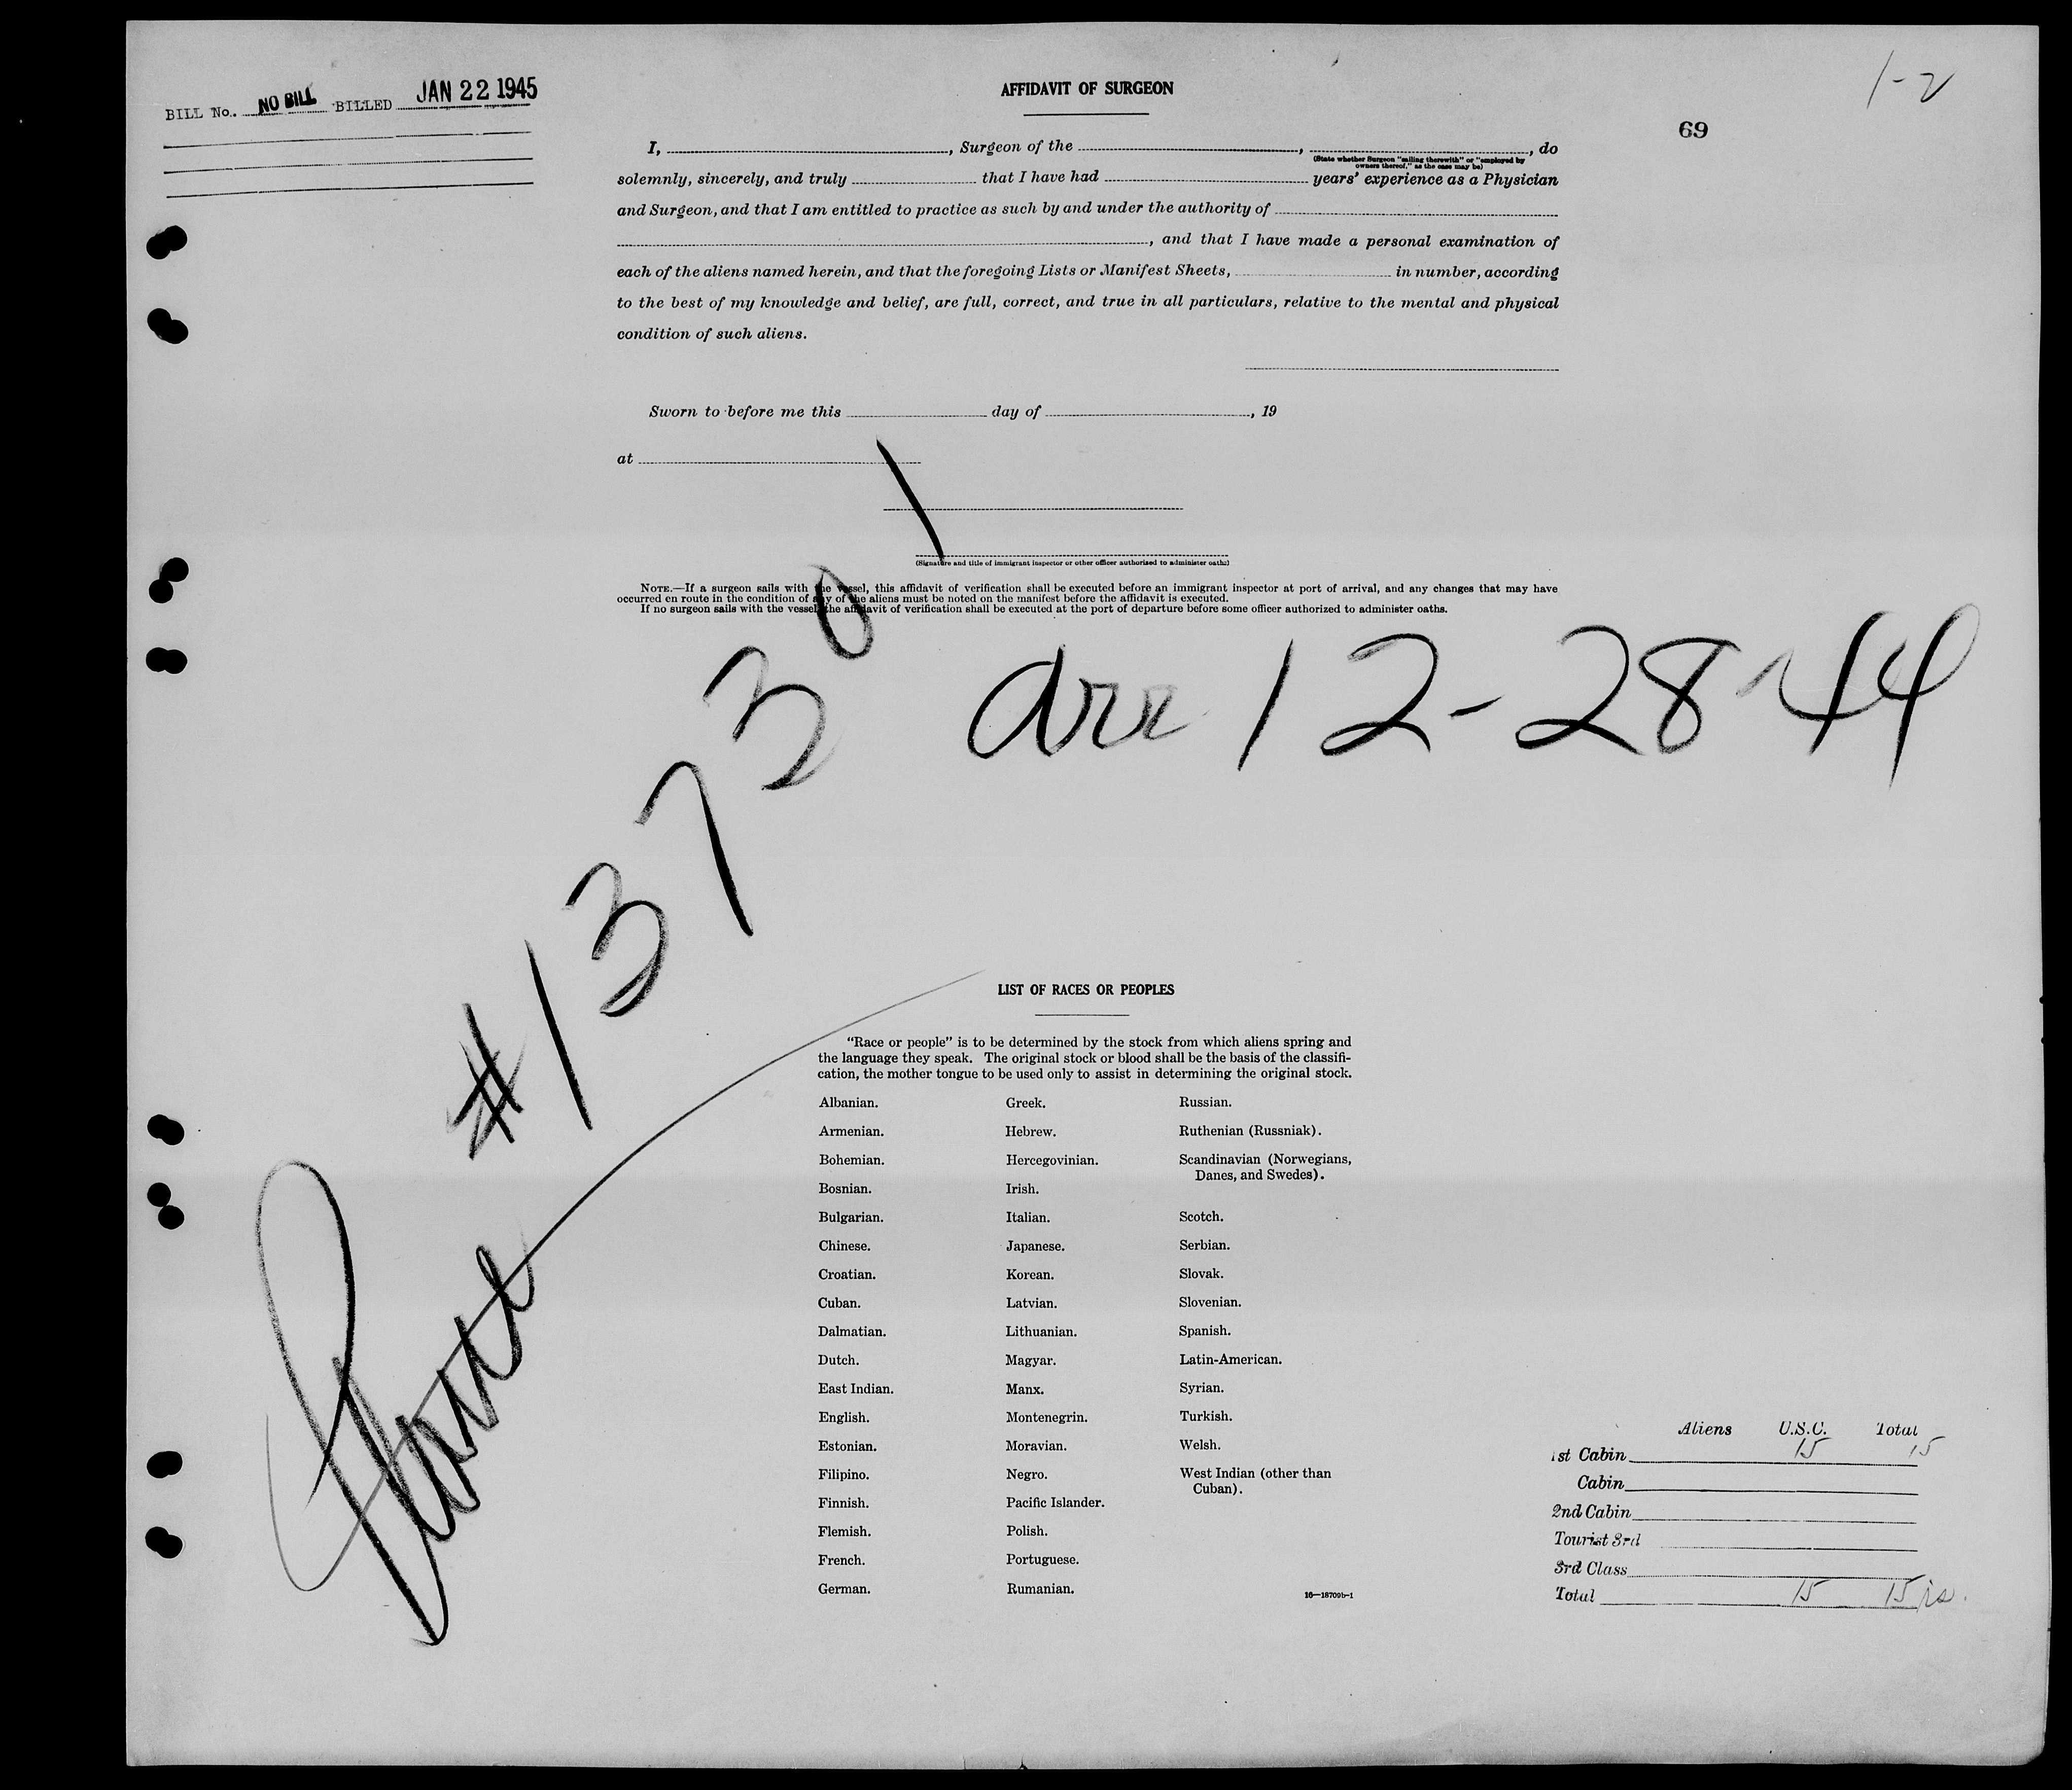 BILL No. NO BILL BILLED JAN 22 1945
1-2
69
AFFIDAVIT OF SURGEON
I, , Surgeon of the , , do
(State whether Surgeon "sailing therewith" or "employed by
owners thereof," as the case may be)
solemnly, sincerely, and truly that I have had years' experience as a Physician
and Surgeon, and that I am entitled to practice as such by and under the authority of
, and that I have made a personal examination of
each of the aliens named herein, and that the foregoing Lists or Manifest Sheets, in number, according
to the best of my knowledge and belief, are full, correct, and true in all particulars, relative to the mental and physical
condition of such aliens.
Sworn to before me this day of , 19
at
(Signature and title of immigrant inspector or other officer authorized to administer oaths)
NOTE.—If a surgeon sails with the vessel, this affidavit of verification shall be executed before an immigrant inspector at port of arrival, and any changes that may have
occurred en route in the condition of any of the aliens must be noted on the manifest before the affidavit is executed.
If no surgeon sails with the vessel, the affidavit of verification shall be executed at the port of departure before some officer authorized to administer oaths.
arr 12-28-44
Plane #13730 1
LIST OF RACES OR PEOPLES
"Race or people" is to be determined by the stock from which aliens spring and
the language they speak. The original stock or blood shall be the basis of the classifi-
cation, the mother tongue to be used only to assist in determining the original stock.
Albanian.
Armenian.
Bohemian.
Bosnian.
Bulgarian.
Chinese.
Croatian.
Cuban.
Dalmatian.
Dutch.
East Indian.
English.
Estonian.
Filipino.
Finnish.
Flemish.
French.
German.
Greek.
Hebrew.
Hercegovinian.
Irish.
Italian.
Japanese.
Korean.
Latvian.
Lithuanian.
Magyar.
Manx.
Montenegrin.
Moravian.
Negro.
Pacific Islander.
Polish.
Portuguese.
Rumanian.
Russian.
Ruthenian (Russniak).
Scandinavian (Norwegians,
Danes, and Swedes).
Scotch.
Serbian.
Slovak.
Slovenian.
Spanish.
Latin-American.
Syrian.
Turkish.
Welsh.
West Indian (other than
Cuban).
16—18709b-1
Aliens U.S.C. Total
1st Cabin 15 15
Cabin
2nd Cabin
Tourist 3rd
3rd Class
Total 15 15